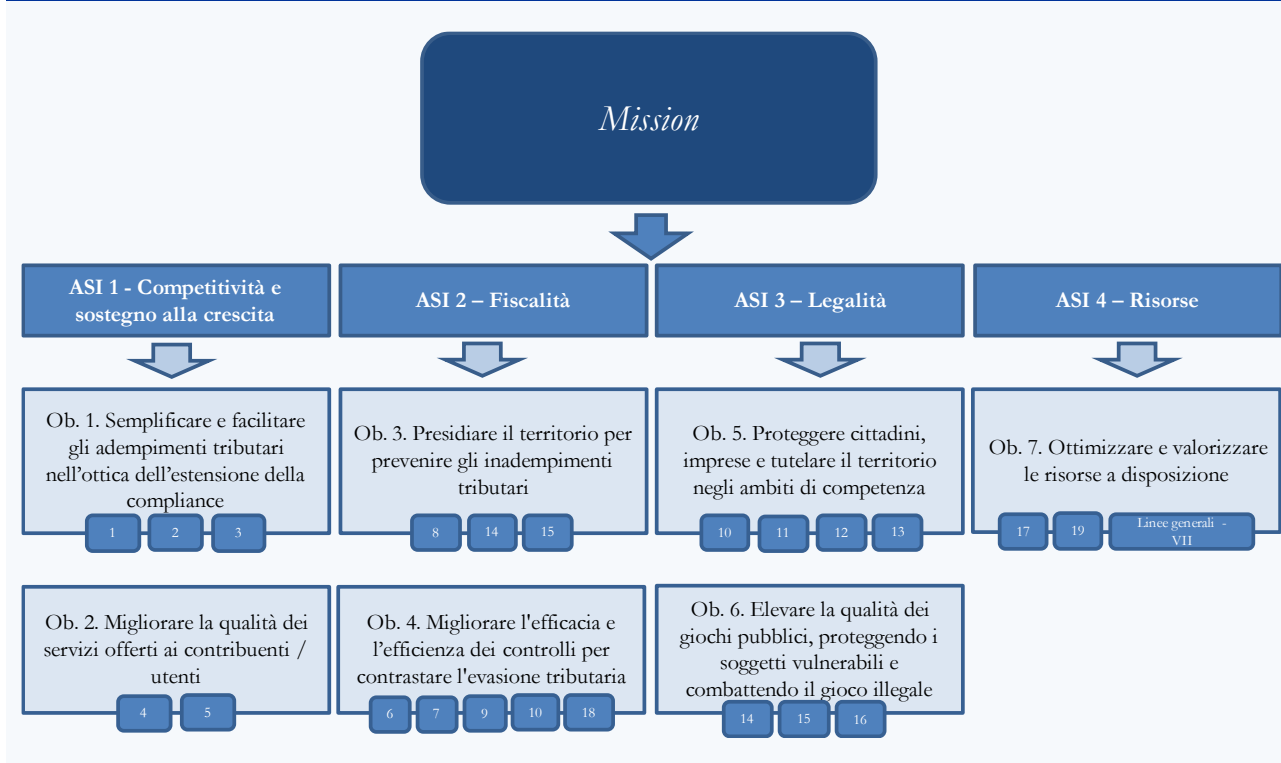 Mission
ASI 1 - Competitività e
sostegno alla crescita
ASI 2 – Fiscalità
ASI 3 – Legalità
ASI 4 – Risorse
Ob. 1. Semplificare e facilitare
gli adempimenti tributari
nell'ottica dell'estensione della
compliance
1
2
3
Ob. 3. Presidiare il territorio per
prevenire gli inadempimenti
tributari
8
14
15
Ob. 5. Proteggere cittadini,
imprese e tutelare il territorio
negli ambiti di competenza
10
11
12
13
Ob. 7. Ottimizzare e valorizzare
le risorse a disposizione
17
19
Linee generali -
VII
Ob. 2. Migliorare la qualità dei
servizi offerti ai contribuenti /
utenti
4
5
Ob. 4. Migliorare l'efficacia e
l'efficienza dei controlli per
contrastare l'evasione tributaria
6
7
9
10
18
Ob. 6. Elevare la qualità dei
giochi pubblici, proteggendo i
soggetti vulnerabili e
combattendo il gioco illegale
14
15
16